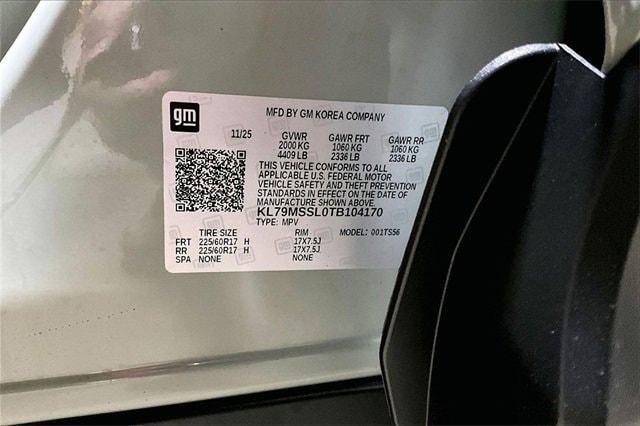 gm
MFD BY GM KOREA COMPANY
11/25 GVWR GAWR FRT GAWR RR
2000 KG 1060 KG 1060 KG
4409 LB 2336 LB 2336 LB
THIS VEHICLE CONFORMS TO ALL
APPLICABLE U.S. FEDERAL MOTOR
VEHICLE SAFETY AND THEFT PREVENTION
STANDARDS IN EFFECT ON THE DATE OF
MANUFACTURE SHOWN ABOVE.
KL79MSSL0TB104170
TYPE: MPV
TIRE SIZE RIM MODEL: 001TS56
FRT 225/60R17 H 17X7.5J
RR 225/60R17 H 17X7.5J
SPA NONE NONE